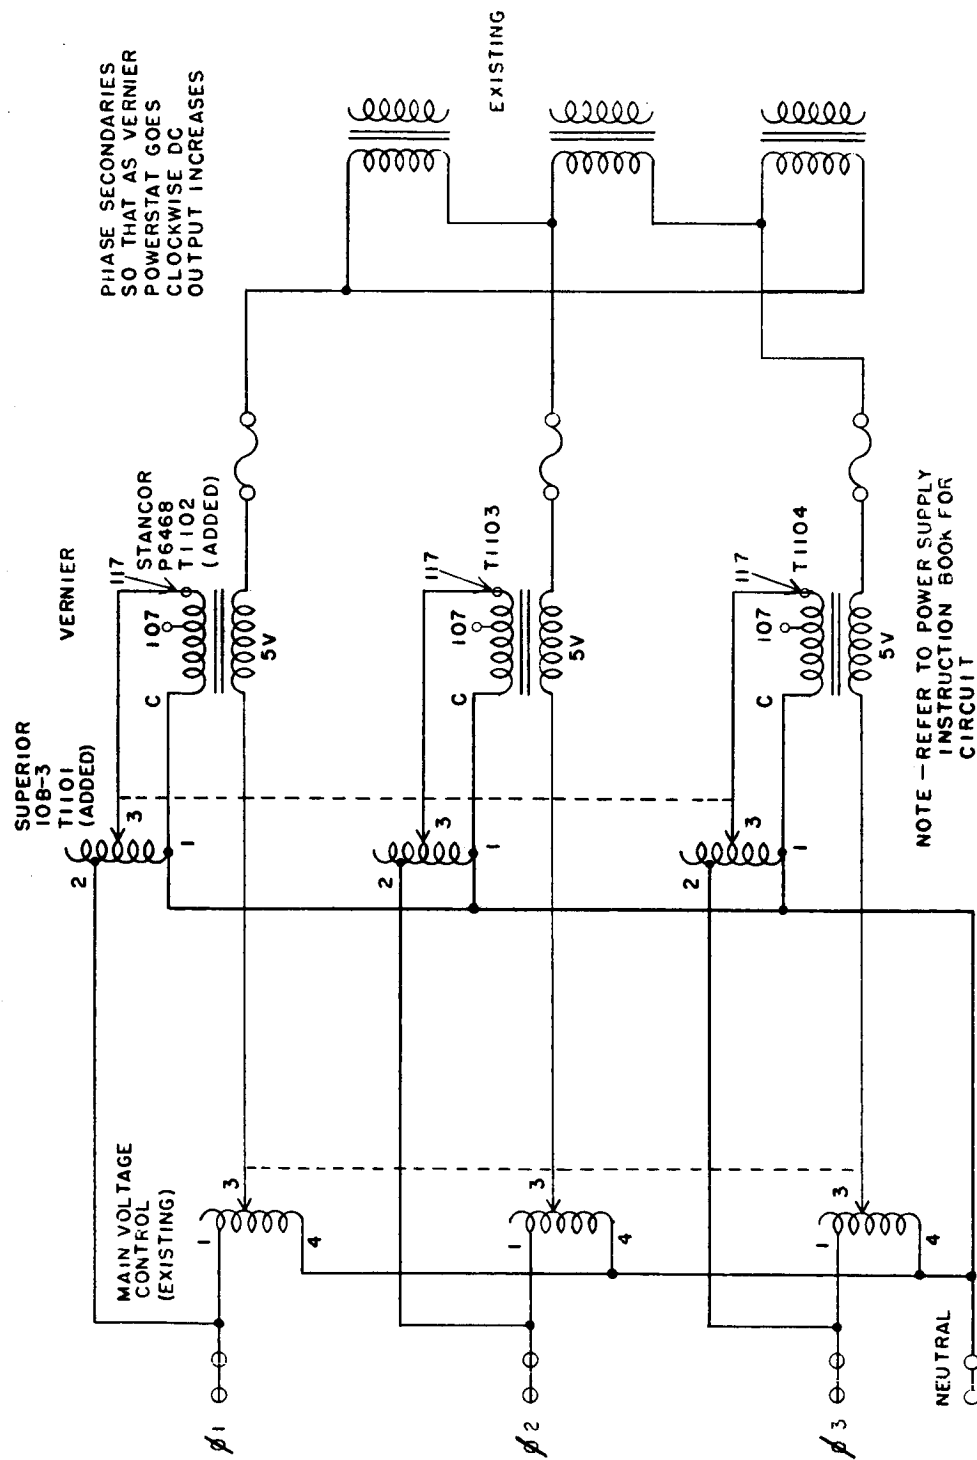 PHASE SECONDARIES
SO THAT AS VERNIER
POWERSTAT GOES
CLOCKWISE DC
OUTPUT INCREASES
EXISTING
SUPERIOR
10B-3
T1101
(ADDED)
VERNIER
STANCOR
P6468
T1102
(ADDED)
117
107
C
5V
2
3
1
MAIN VOLTAGE
CONTROL
(EXISTING)
1
3
4
ø1
117
T1103
107
C
5V
2
3
1
1
3
4
ø2
117
T1104
107
C
5V
2
3
1
1
3
4
ø3
NEUTRAL
NOTE – REFER TO POWER SUPPLY
INSTRUCTION BOOK FOR
CIRCUIT